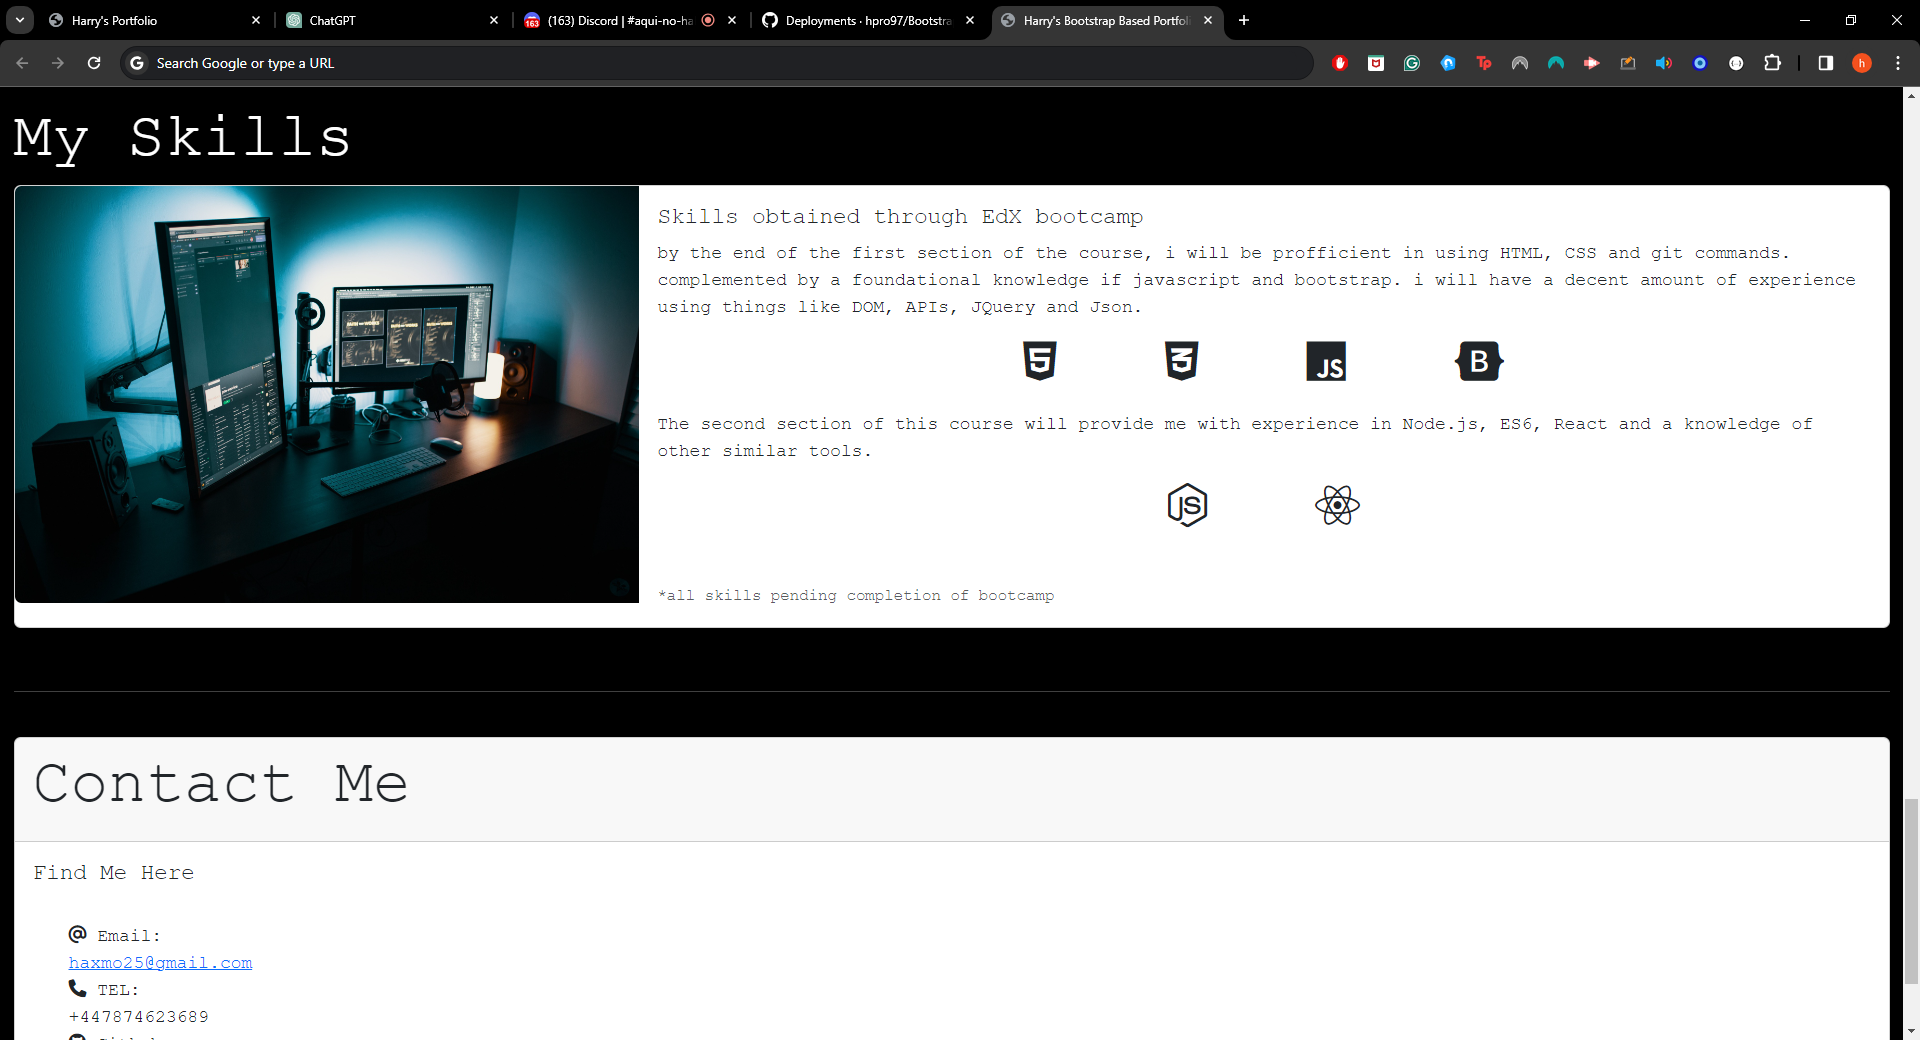 Harry's Portfolio
ChatGPT
(163) Discord | #aqui-no-ha
Deployments · hpro97/Bootstra
Harry's Bootstrap Based Portfoli
Search Google or type a URL
My Skills
Skills obtained through EdX bootcamp
by the end of the first section of the course, i will be profficient in using HTML, CSS and git commands.
complemented by a foundational knowledge if javascript and bootstrap. i will have a decent amount of experience
using things like DOM, APIs, JQuery and Json.
5 3 JS B
The second section of this course will provide me with experience in Node.js, ES6, React and a knowledge of
other similar tools.
JS
*all skills pending completion of bootcamp
Contact Me
Find Me Here
Email:
haxmo25@gmail.com
TEL:
+447874623689